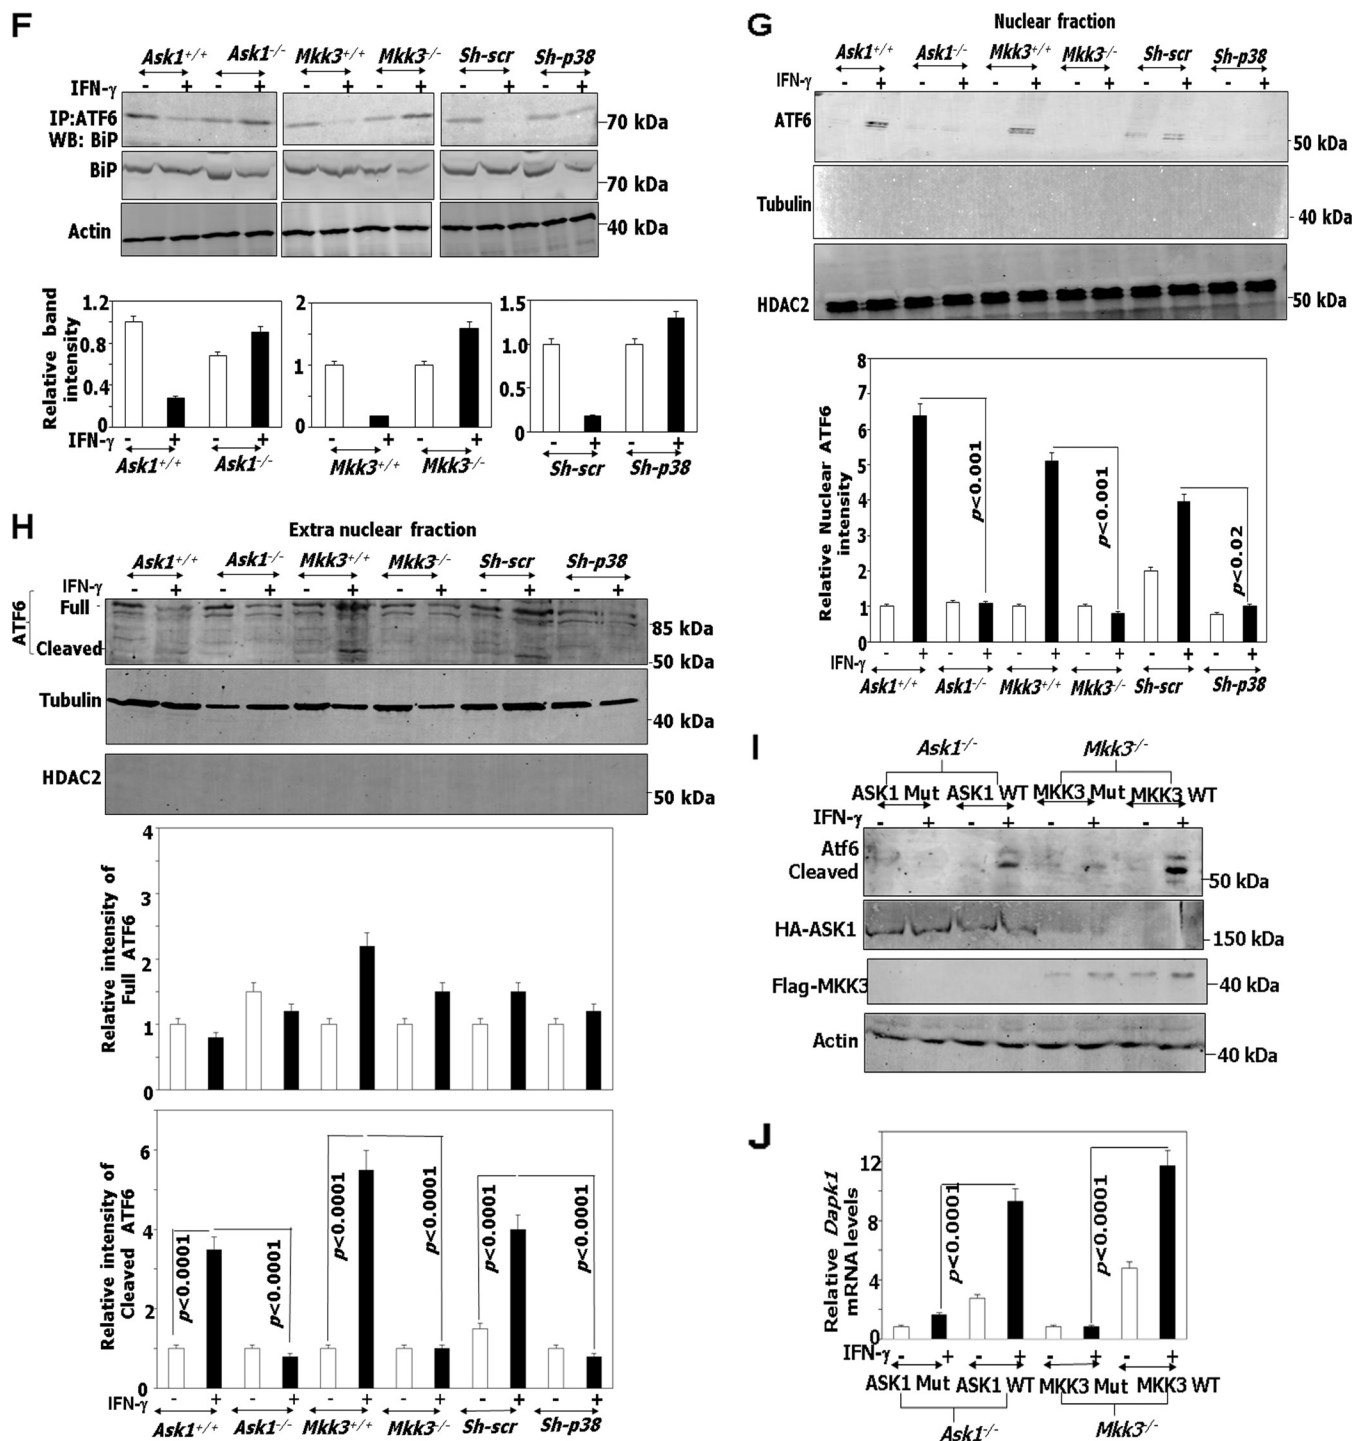 F
Ask1+/+ Ask1-/- Mkk3+/+ Mkk3-/- Sh-scr Sh-p38
IFN-γ - + - + - + - + - + - +
IP:ATF6
WB: BiP
70 kDa
BiP
70 kDa
Actin
40 kDa
Relative band
intensity
1.2
0.8
0.4
0
2
1
0
1.5
1.0
0.5
0
IFN-γ - + - + - + - + - + - +
Ask1+/+ Ask1-/- Mkk3+/+ Mkk3-/- Sh-scr Sh-p38
G
Nuclear fraction
Ask1+/+ Ask1-/- Mkk3+/+ Mkk3-/- Sh-scr Sh-p38
IFN-γ - + - + - + - + - + - +
ATF6
50 kDa
Tubulin
40 kDa
HDAC2
50 kDa
Relative Nuclear ATF6
intensity
8
7
6
5
4
3
2
1
0
p<0.001
p<0.001
p<0.02
IFN-γ - + - + - + - + - + - +
Ask1+/+ Ask1-/- Mkk3+/+ Mkk3-/- Sh-scr Sh-p38
H
Extra nuclear fraction
Ask1+/+ Ask1-/- Mkk3+/+ Mkk3-/- Sh-scr Sh-p38
IFN-γ - + - + - + - + - + - +
ATF6
Full
85 kDa
Cleaved
50 kDa
Tubulin
40 kDa
HDAC2
50 kDa
Relative intensity of
Full ATF6
4
3
2
1
0
Relative intensity of
Cleaved ATF6
6
4
2
0
p<0.0001
p<0.0001
p<0.0001
p<0.0001
p<0.0001
p<0.0001
IFN-γ - + - + - + - + - + - +
Ask1+/+ Ask1-/- Mkk3+/+ Mkk3-/- Sh-scr Sh-p38
I
Ask1-/- Mkk3-/-
ASK1 Mut ASK1 WT MKK3 Mut MKK3 WT
IFN-γ - + - + - + - +
Atf6
Cleaved
50 kDa
HA-ASK1
150 kDa
Flag-MKK3
40 kDa
Actin
40 kDa
J
Relative Dapk1
mRNA levels
12
8
4
0
p<0.0001
p<0.0001
IFN-γ - + - + - + - +
ASK1 Mut ASK1 WT MKK3 Mut MKK3 WT
Ask1-/- Mkk3-/-